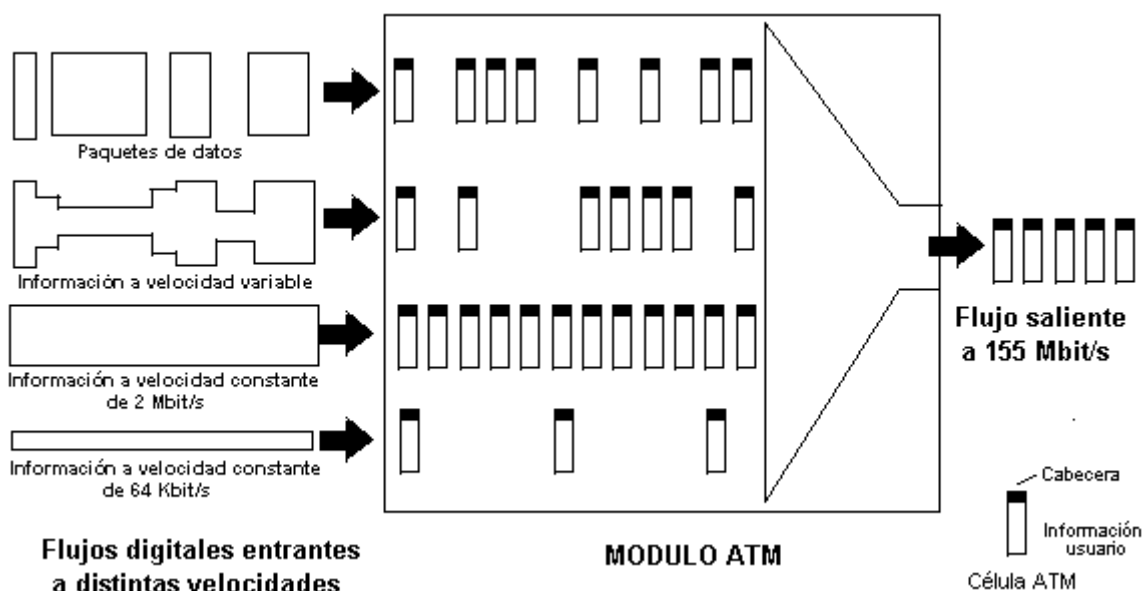 Paquetes de datos
Información a velocidad variable
Información a velocidad constante
de 2 Mbit/s
Información a velocidad constante
de 64 Kbit/s
Flujos digitales entrantes
a distintas velocidades
MODULO ATM
Flujo saliente
a 155 Mbit/s
Cabecera
Información
usuario
Célula ATM